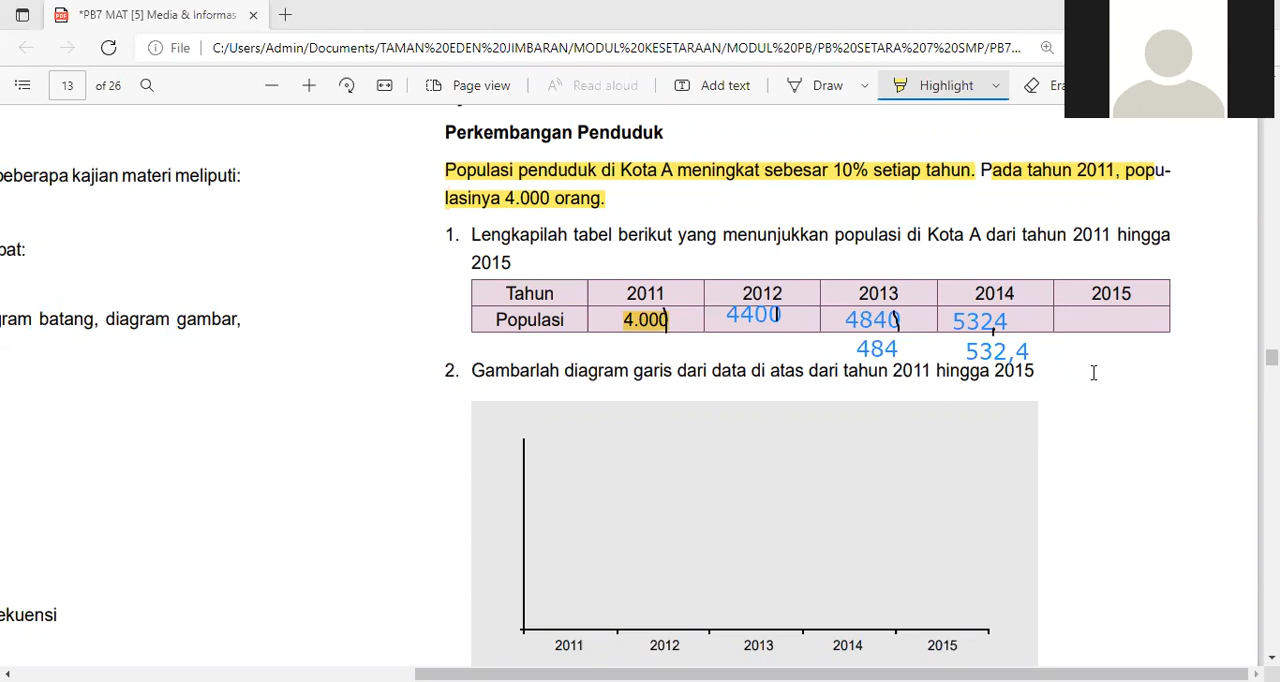 *PB7 MAT [5] Media & Informas
File
C:/Users/Admin/Documents/TAMAN%20EDEN%20JIMBARAN/MODUL%20KESETARAAN/MODUL%20PB/PB%20SETARA%207%20SMP/PB7...
13 of 26
Page view
Read aloud
Add text
Draw
Highlight
Era
beberapa kajian materi meliputi:
pat:
gram batang, diagram gambar,
ekuensi
Perkembangan Penduduk
Populasi penduduk di Kota A meningkat sebesar 10% setiap tahun. Pada tahun 2011, popu-
lasinya 4.000 orang.
1. Lengkapilah tabel berikut yang menunjukkan populasi di Kota A dari tahun 2011 hingga
2015
Tahun 2011 2012 2013 2014 2015
Populasi 4.000 4400 4840 5324
484 532,4
2. Gambarlah diagram garis dari data di atas dari tahun 2011 hingga 2015
2011 2012 2013 2014 2015